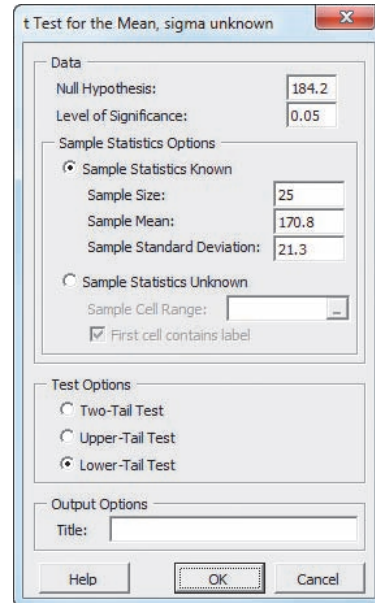 t Test for the Mean, sigma unknown
Data
Null Hypothesis: 184.2
Level of Significance: 0.05
Sample Statistics Options
Sample Statistics Known
Sample Size: 25
Sample Mean: 170.8
Sample Standard Deviation: 21.3
Sample Statistics Unknown
Sample Cell Range: _
First cell contains label
Test Options
Two-Tail Test
Upper-Tail Test
Lower-Tail Test
Output Options
Title:
Help OK Cancel